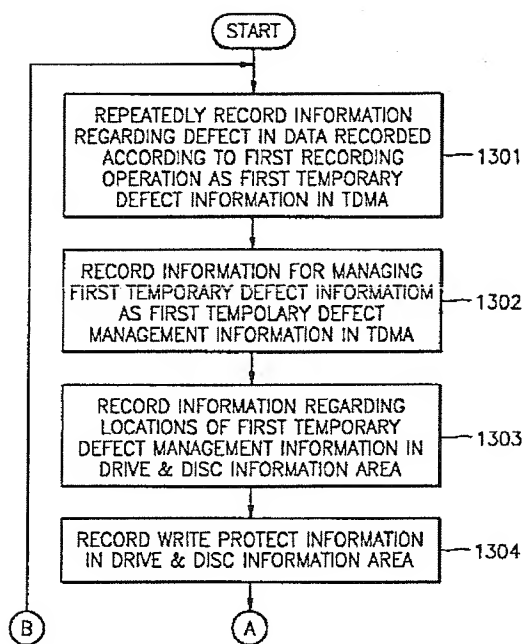 START
REPEATEDLY RECORD INFORMATION
REGARDING DEFECT IN DATA RECORDED
ACCORDING TO FIRST RECORDING
OPERATION AS FIRST TEMPORARY
DEFECT INFORMATION IN TDMA
1301
RECORD INFORMATION FOR MANAGING
FIRST TEMPORARY DEFECT INFORMATIOM
AS FIRST TEMPOLARY DEFECT
MANAGEMENT INFORMATION IN TDMA
1302
RECORD INFORMATION REGARDING
LOCATIONS OF FIRST TEMPORARY
DEFECT MANAGEMENT INFORMATION IN
DRIVE & DISC INFORMATION AREA
1303
RECORD WRITE PROTECT INFORMATION
IN DRIVE & DISC INFORMATION AREA
1304
B
A